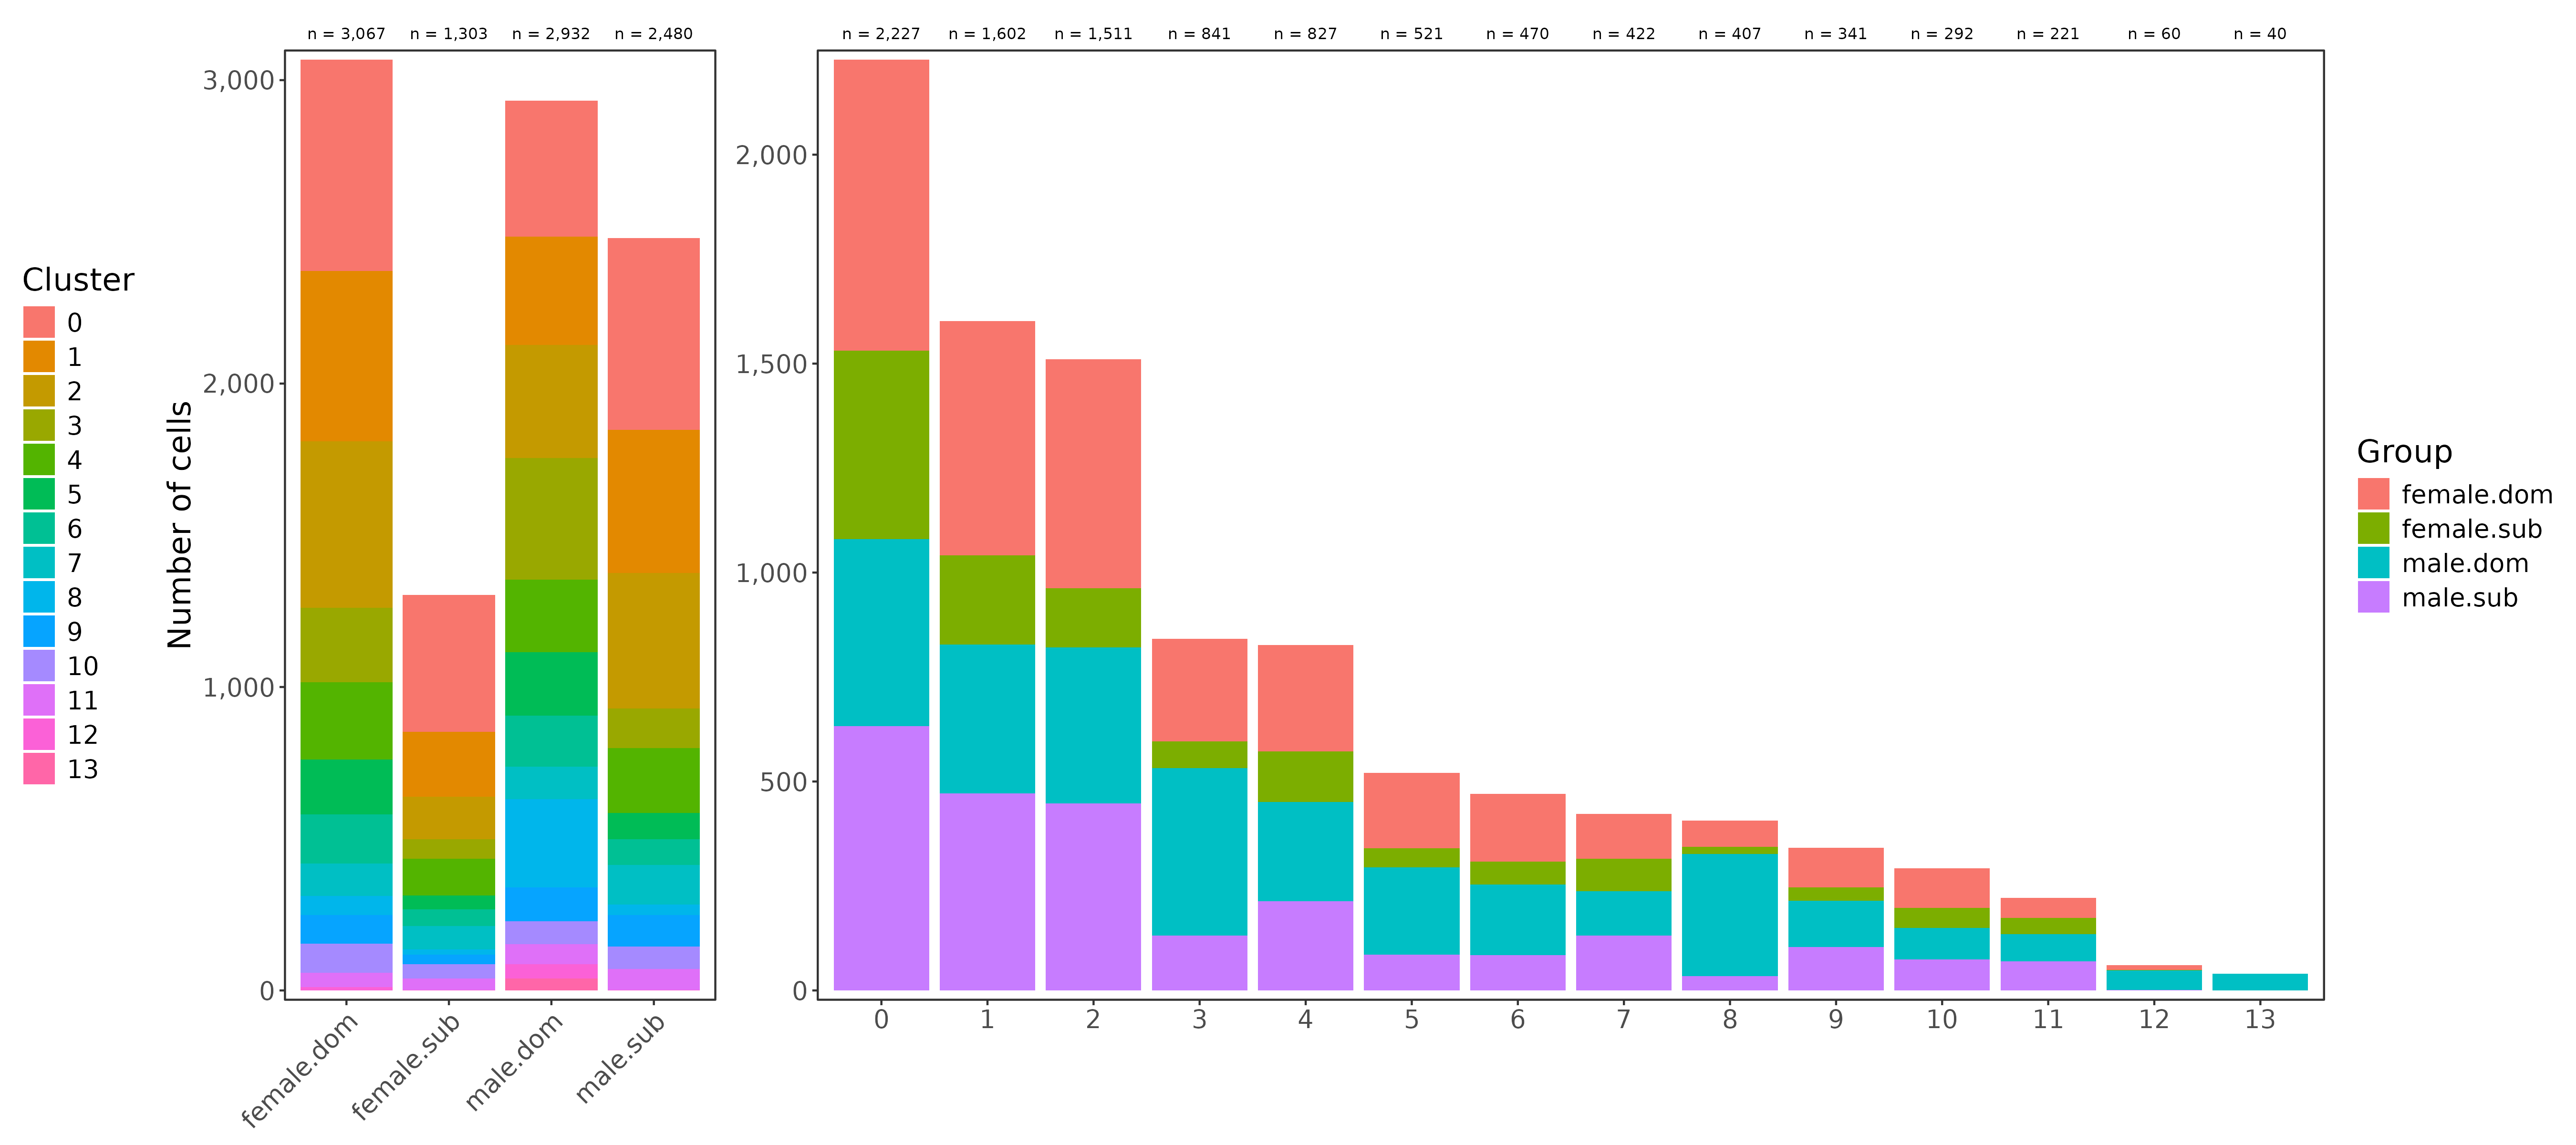 n = 3,067 n = 1,303 n = 2,932 n = 2,480
n = 2,227 n = 1,602 n = 1,511 n = 841 n = 827 n = 521 n = 470 n = 422 n = 407 n = 341 n = 292 n = 221 n = 60 n = 40
Cluster
0
1
2
3
4
5
6
7
8
9
10
11
12
13
Number of cells
3,000
2,000
1,000
0
female.dom
female.sub
male.dom
male.sub
2,000
1,500
1,000
500
0
0 1 2 3 4 5 6 7 8 9 10 11 12 13
Group
female.dom
female.sub
male.dom
male.sub